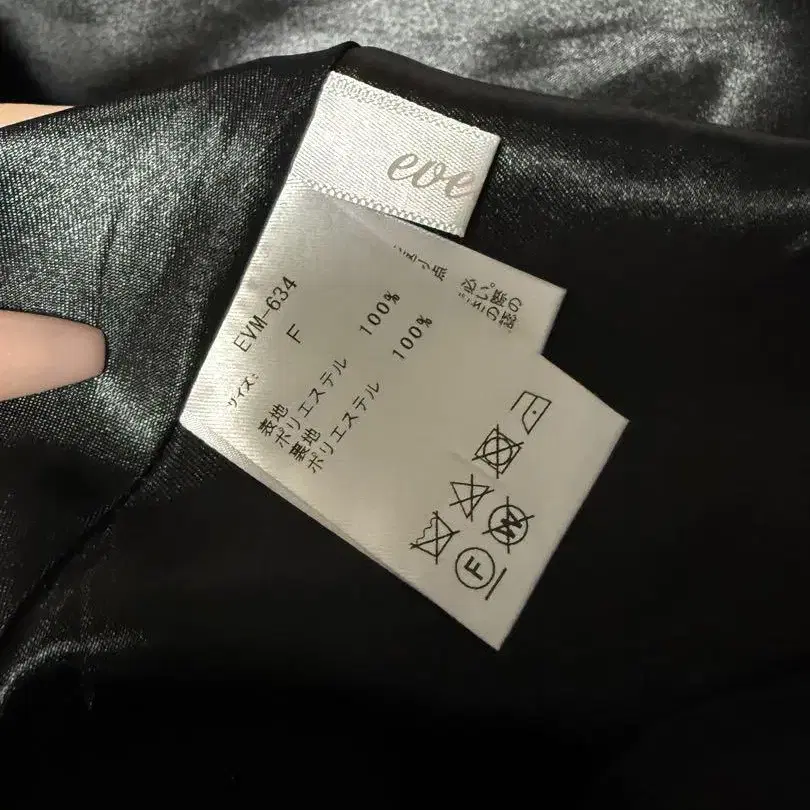 eve
EVM-634
サイズ: F
表地
ポリエステル 100%
裏地
ポリエステル 100%
F
W